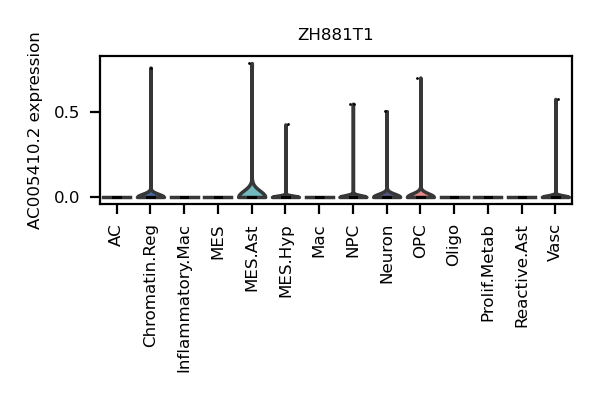 ZH881T1
AC005410.2 expression
0.5
0.0
AC
Chromatin.Reg
Inflammatory.Mac
MES
MES.Ast
MES.Hyp
Mac
NPC
Neuron
OPC
Oligo
Prolif.Metab
Reactive.Ast
Vasc